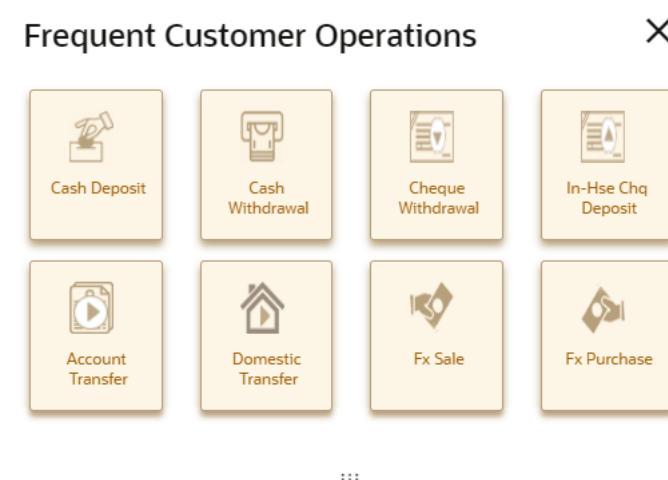 Frequent Customer Operations
Cash Deposit
Cash
Withdrawal
Cheque
Withdrawal
In-Hse Chq
Deposit
Account
Transfer
Domestic
Transfer
Fx Sale
Fx Purchase